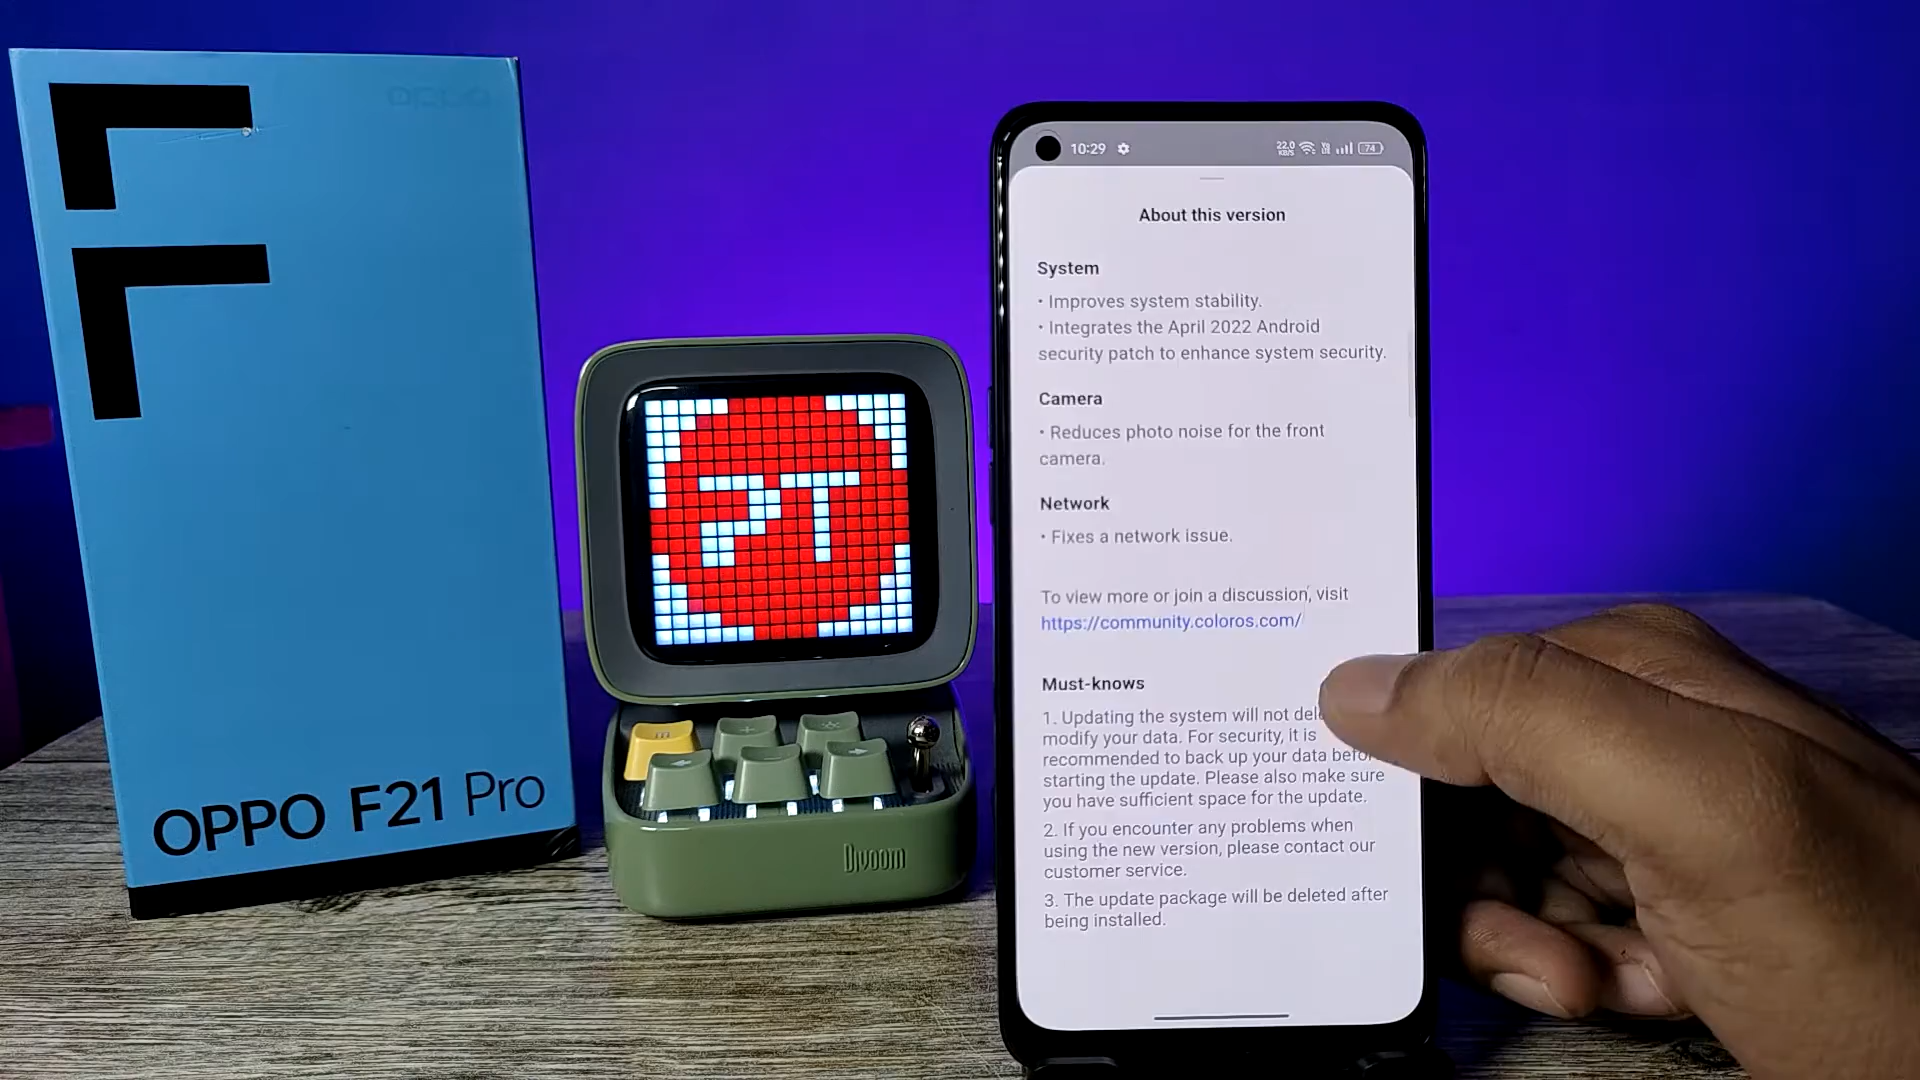 OPPO F21 Pro
Divoom
10:29
22.0
KB/S
74
About this version
System
• Improves system stability.
• Integrates the April 2022 Android
security patch to enhance system security.
Camera
• Reduces photo noise for the front
camera.
Network
• Fixes a network issue.
To view more or join a discussion, visit
https://community.coloros.com/
Must-knows
1. Updating the system will not
modify your data. For security, it is
recommended to back up your data
starting the update. Please also make sure
you have sufficient space for the update.
2. If you encounter any problems when
using the new version, please contact our
customer service.
3. The update package will be deleted after
being installed.